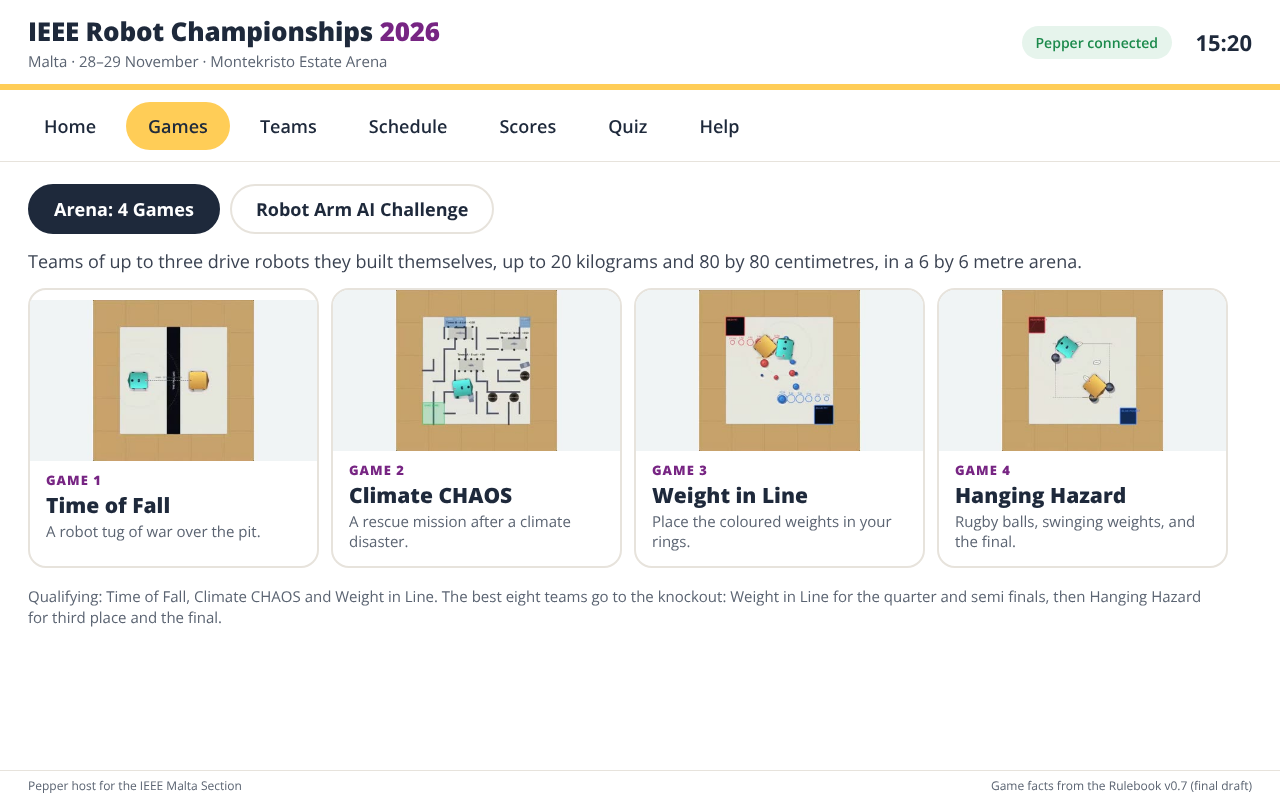 IEEE Robot Championships 2026
Malta · 28–29 November · Montekristo Estate Arena
Pepper connected
15:20
Home
Games
Teams
Schedule
Scores
Quiz
Help
Arena: 4 Games
Robot Arm AI Challenge
Teams of up to three drive robots they built themselves, up to 20 kilograms and 80 by 80 centimetres, in a 6 by 6 metre arena.
GAME 1
Time of Fall
A robot tug of war over the pit.
GAME 2
Climate CHAOS
A rescue mission after a climate
disaster.
GAME 3
Weight in Line
Place the coloured weights in your
rings.
GAME 4
Hanging Hazard
Rugby balls, swinging weights, and
the final.
Qualifying: Time of Fall, Climate CHAOS and Weight in Line. The best eight teams go to the knockout: Weight in Line for the quarter and semi finals, then Hanging Hazard
for third place and the final.
Pepper host for the IEEE Malta Section
Game facts from the Rulebook v0.7 (final draft)